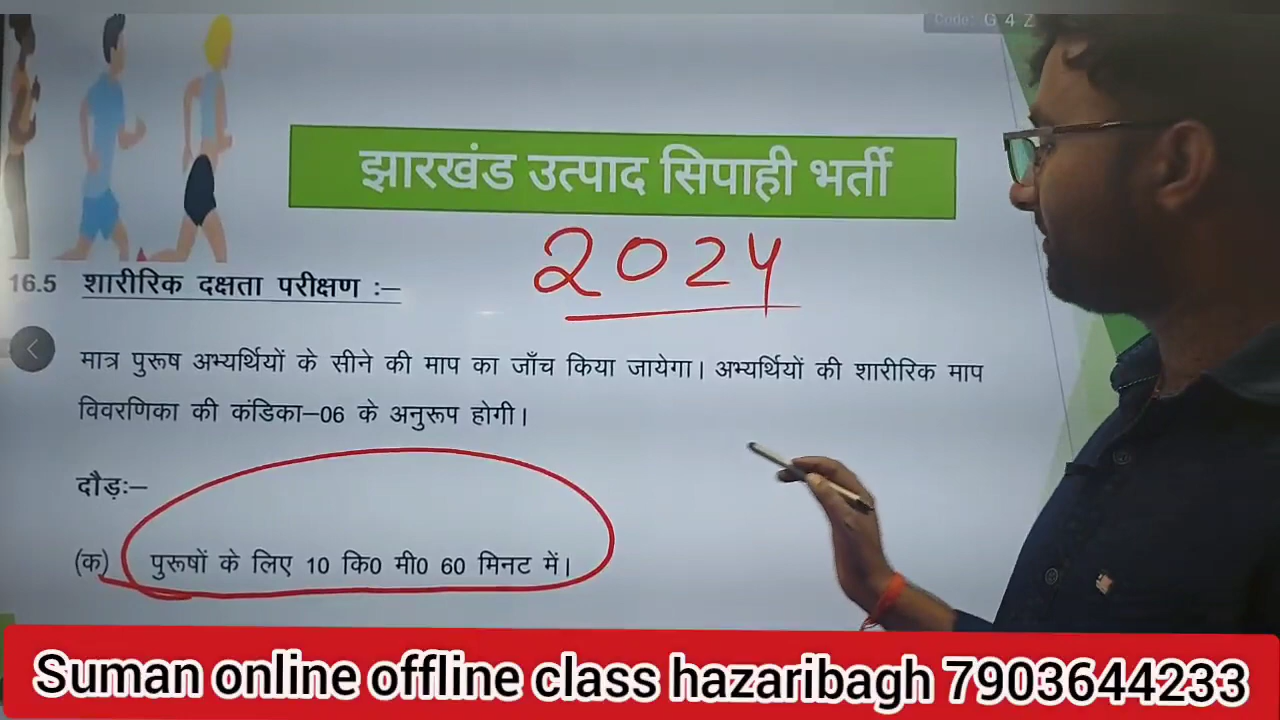 Code: G 4 Z
झारखंड उत्पाद सिपाही भर्ती
2024
16.5 शारीरिक दक्षता परीक्षण :–
मात्र पुरूष अभ्यर्थियों के सीने की माप का जाँच किया जायेगा। अभ्यर्थियों की शारीरिक माप
विवरणिका की कंडिका–06 के अनुरूप होगी।
दौड़ः–
(क) पुरूषों के लिए 10 कि0 मी0 60 मिनट में।
Suman online offline class hazaribagh 7903644233